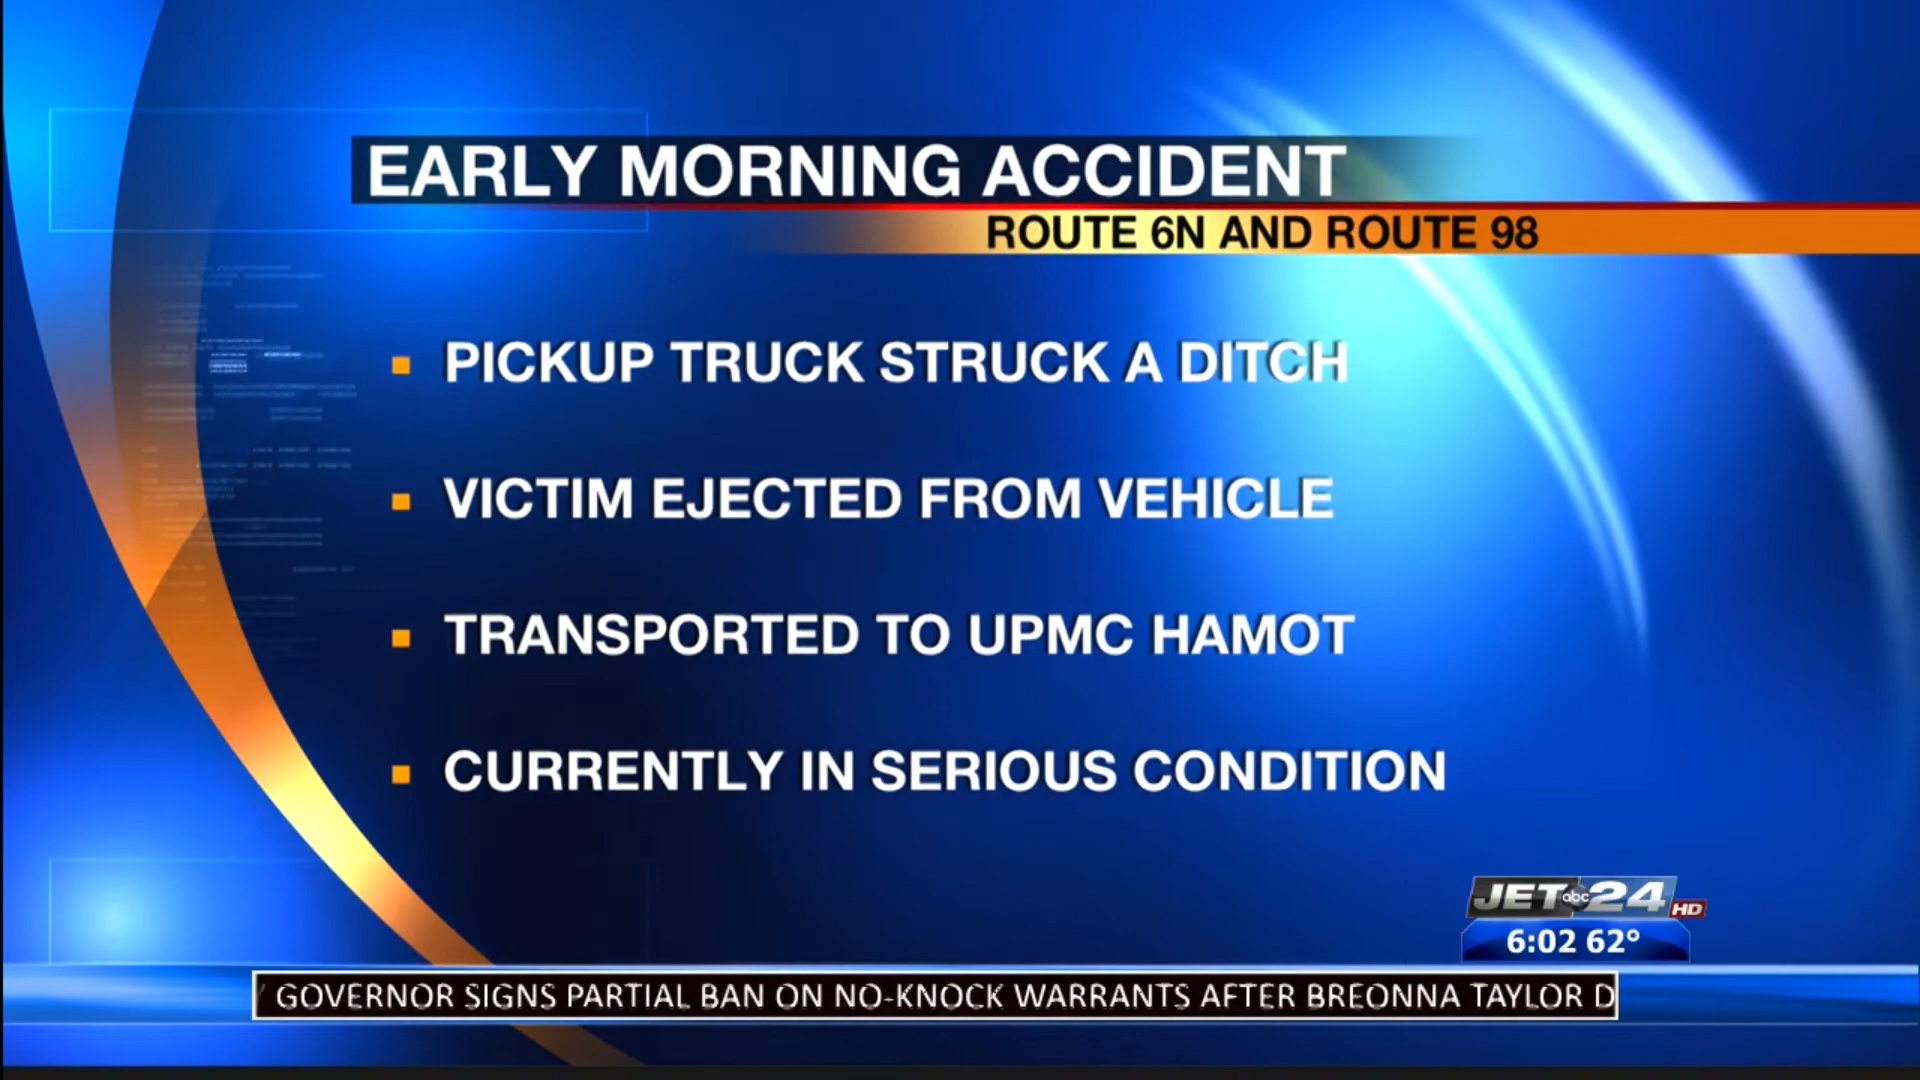 EARLY MORNING ACCIDENT
ROUTE 6N AND ROUTE 98
PICKUP TRUCK STRUCK A DITCH
VICTIM EJECTED FROM VEHICLE
TRANSPORTED TO UPMC HAMOT
CURRENTLY IN SERIOUS CONDITION
JET abc 24 HD
6:02 62°
GOVERNOR SIGNS PARTIAL BAN ON NO-KNOCK WARRANTS AFTER BREONNA TAYLOR D